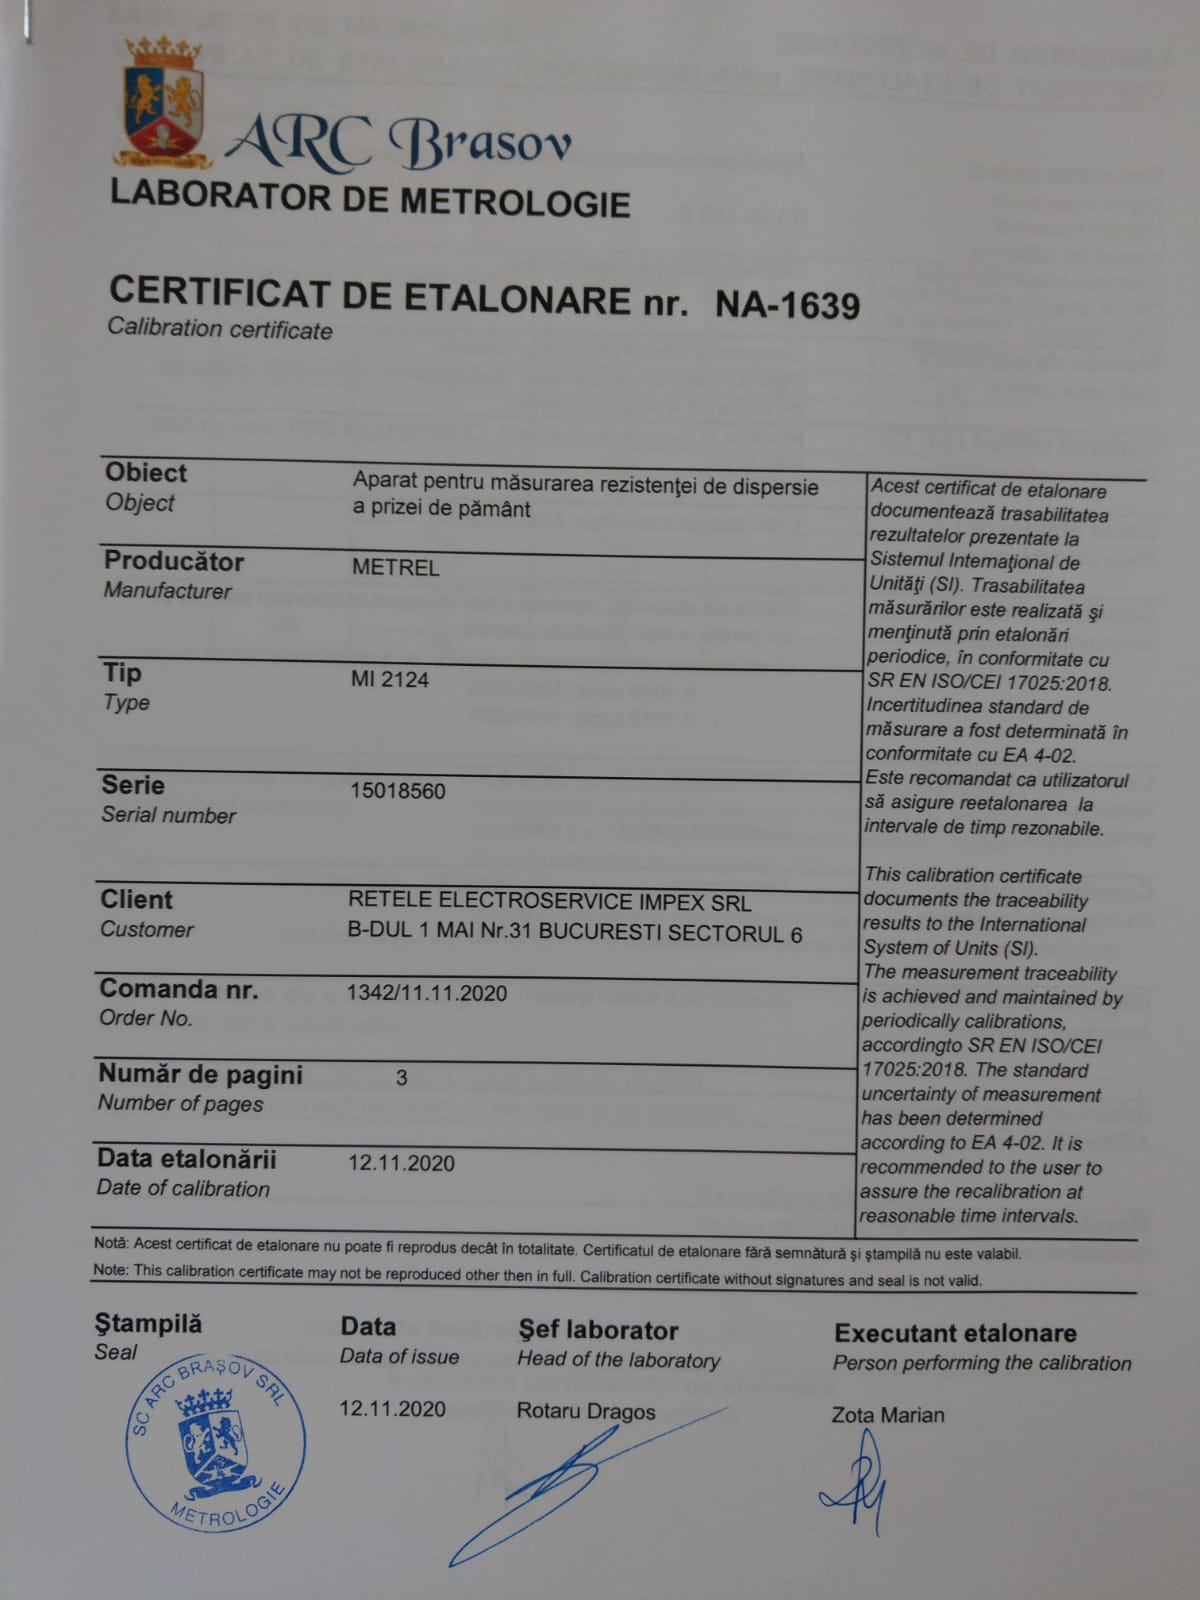 ARC Brasov
LABORATOR DE METROLOGIE
CERTIFICAT DE ETALONARE nr. NA-1639
Calibration certificate
Obiect
Object
Aparat pentru măsurarea rezistenţei de dispersie
a prizei de pământ
Producător
Manufacturer
METREL
Tip
Type
MI 2124
Serie
Serial number
15018560
Client
Customer
RETELE ELECTROSERVICE IMPEX SRL
B-DUL 1 MAI Nr.31 BUCURESTI SECTORUL 6
Comanda nr.
Order No.
1342/11.11.2020
Număr de pagini
Number of pages
3
Data etalonării
Date of calibration
12.11.2020
Acest certificat de etalonare
documentează trasabilitatea
rezultatelor prezentate la
Sistemul Internaţional de
Unităţi (SI). Trasabilitatea
măsurărilor este realizată şi
menţinută prin etalonări
periodice, în conformitate cu
SR EN ISO/CEI 17025:2018.
Incertitudinea standard de
măsurare a fost determinată în
conformitate cu EA 4-02.
Este recomandat ca utilizatorul
să asigure reetalonarea la
intervale de timp rezonabile.
This calibration certificate
documents the traceability
results to the International
System of Units (SI).
The measurement traceability
is achieved and maintained by
periodically calibrations,
accordingto SR EN ISO/CEI
17025:2018. The standard
uncertainty of measurement
has been determined
according to EA 4-02. It is
recommended to the user to
assure the recalibration at
reasonable time intervals.
Notă: Acest certificat de etalonare nu poate fi reprodus decât în totalitate. Certificatul de etalonare fără semnătură şi ştampilă nu este valabil.
Note: This calibration certificate may not be reproduced other then in full. Calibration certificate without signatures and seal is not valid.
Ştampilă
Seal
Data
Data of issue
12.11.2020
Şef laborator
Head of the laboratory
Rotaru Dragos
Executant etalonare
Person performing the calibration
Zota Marian
SC ARC BRAŞOV SRL
METROLOGIE